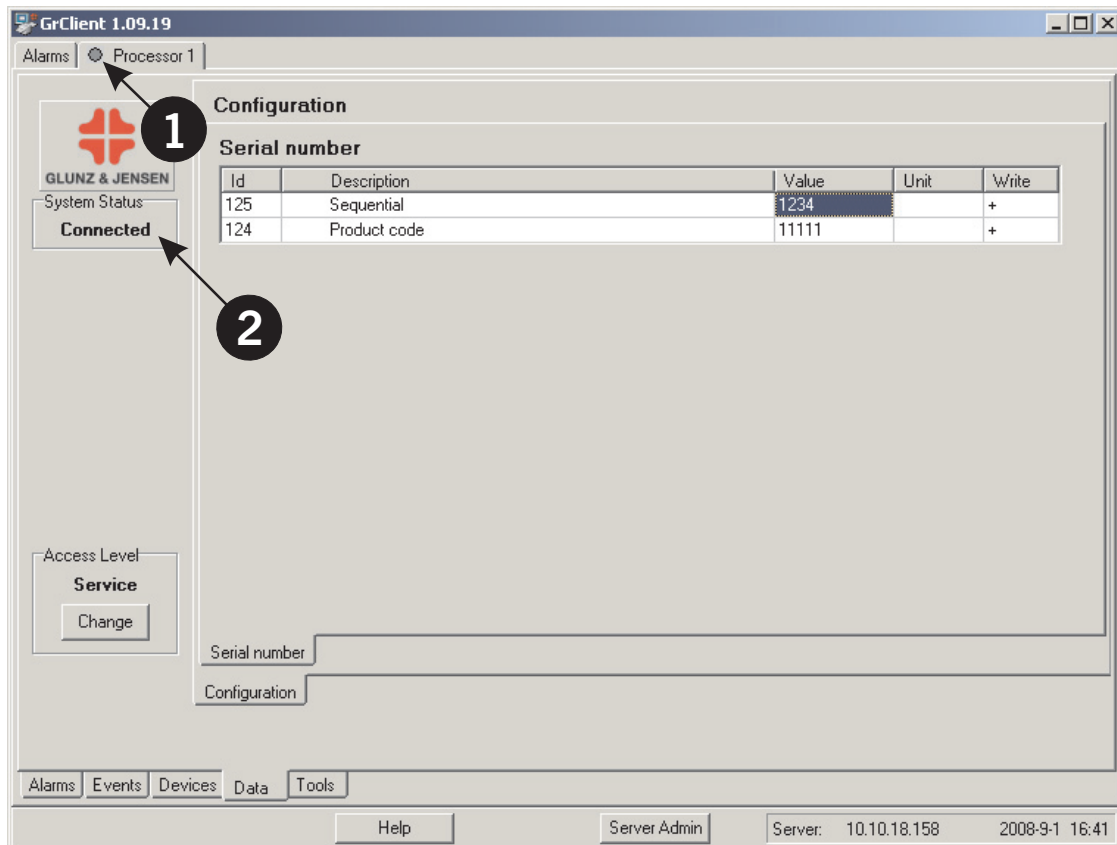 GrClient 1.09.19
Alarms Processor 1
1
GLUNZ & JENSEN
System Status
Connected
2
Configuration
Serial number
Id Description Value Unit Write
125 Sequential 1234 +
124 Product code 11111 +
Access Level
Service
Change
Serial number
Configuration
Alarms Events Devices Data Tools
Help Server Admin Server: 10.10.18.158 2008-9-1 16:41